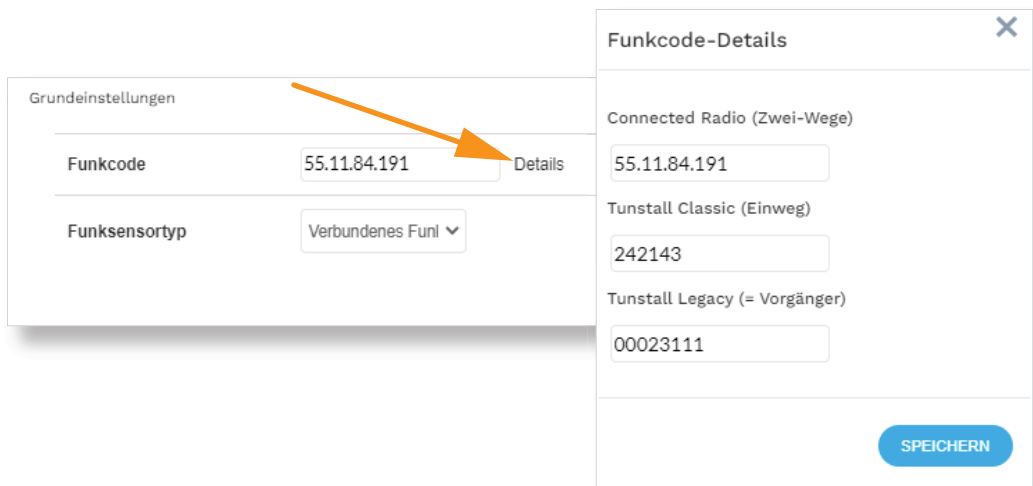 Grundeinstellungen
Funkcode 55.11.84.191 Details
Funksensortyp Verbundenes Funl
Funkcode-Details
Connected Radio (Zwei-Wege)
55.11.84.191
Tunstall Classic (Einweg)
242143
Tunstall Legacy (= Vorgänger)
00023111
SPEICHERN